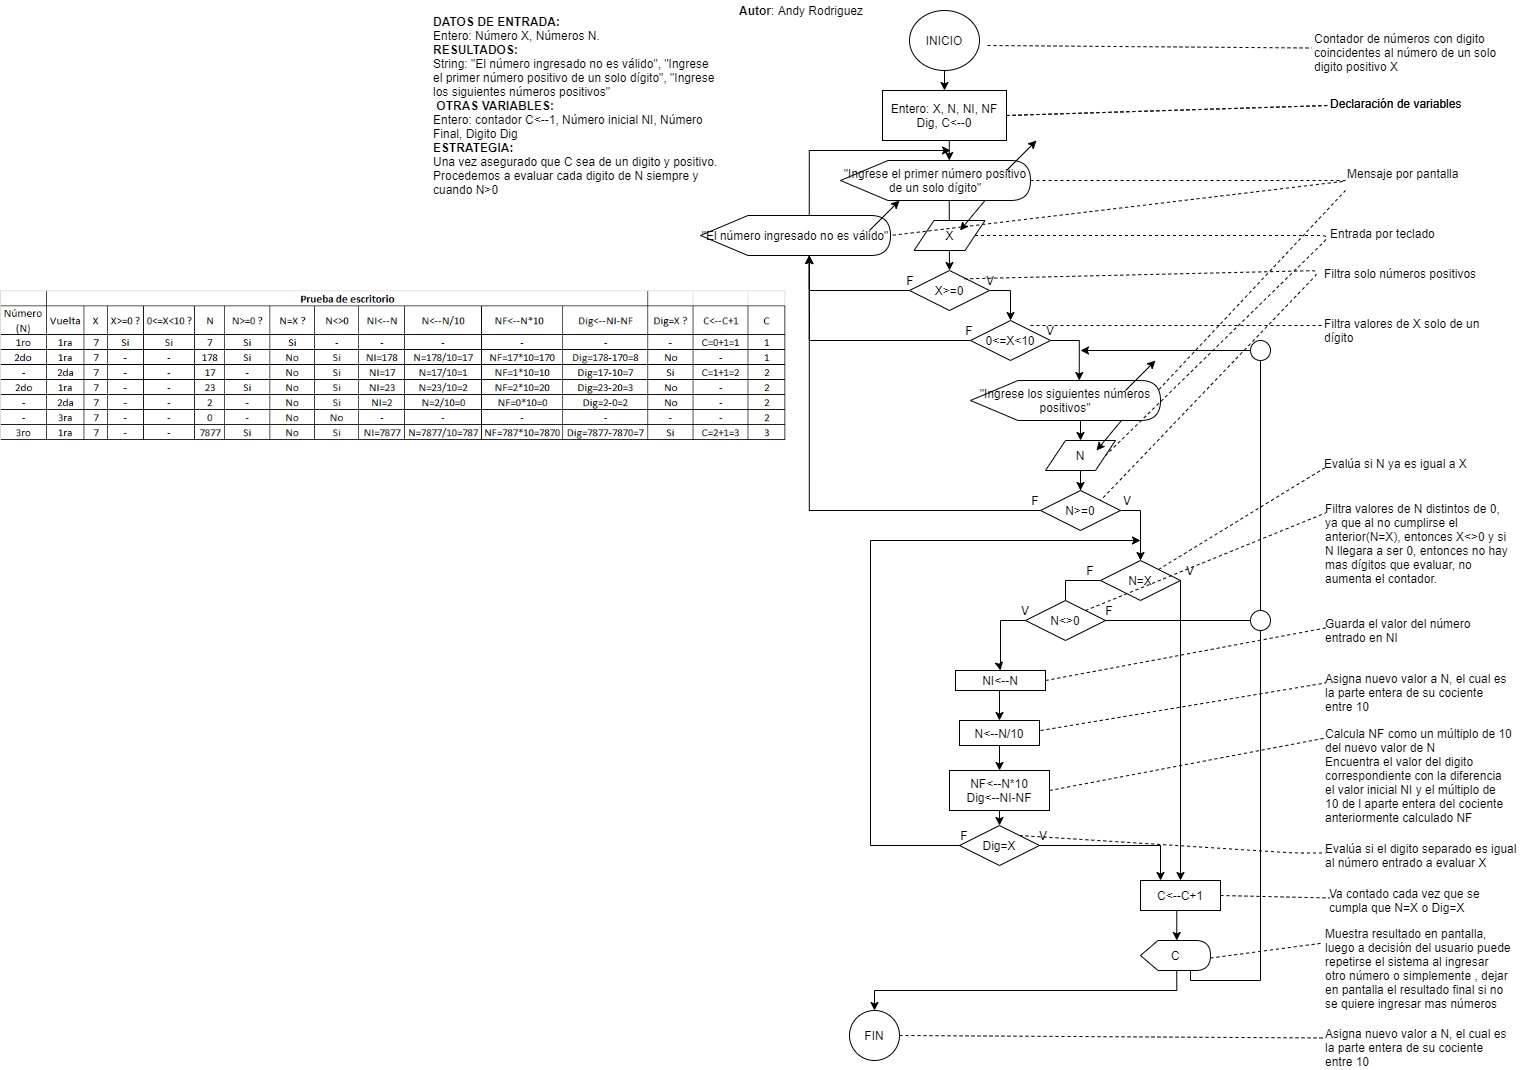 Autor: Andy Rodriguez
DATOS DE ENTRADA:
Entero: Número X, Números N.
RESULTADOS:
String: "El número ingresado no es válido", "Ingrese
el primer número positivo de un solo dígito", "Ingrese
los siguientes números positivos"
OTRAS VARIABLES:
Entero: contador C<--1, Número inicial NI, Número
Final, Digito Dig
ESTRATEGIA:
Una vez asegurado que C sea de un digito y positivo.
Procedemos a evaluar cada digito de N siempre y
cuando N>0
Prueba de escritorio
Número (N) Vuelta X X>=0 ? 0<=X<10 ? N N>=0 ? N=X ? N<>0 NI<--N N<--N/10 NF<--N*10 Dig<--NI-NF Dig=X ? C<--C+1 C
1ro 1ra 7 Si Si 7 Si Si - - - - - - C=0+1=1 1
2do 1ra 7 - - 178 Si No Si NI=178 N=178/10=17 NF=17*10=170 Dig=178-170=8 No - 1
- 2da 7 - - 17 - No Si NI=17 N=17/10=1 NF=1*10=10 Dig=17-10=7 Si C=1+1=2 2
2do 1ra 7 - - 23 Si No Si NI=23 N=23/10=2 NF=2*10=20 Dig=23-20=3 No - 2
- 2da 7 - - 2 - No Si NI=2 N=2/10=0 NF=0*10=0 Dig=2-0=2 No - 2
- 3ra 7 - - 0 - No No - - - - - - 2
3ro 1ra 7 - - 7877 Si No Si NI=7877 N=7877/10=787 NF=787*10=7870 Dig=7877-7870=7 Si C=2+1=3 3
INICIO
Entero: X, N, NI, NF
Dig, C<--0
"Ingrese el primer número positivo
de un solo dígito"
"El número ingresado no es válido"
X
F
X>=0
V
F
0<=X<10
V
"Ingrese los siguientes números
positivos"
N
F
N>=0
V
F
N=X
V
V
N<>0
F
NI<--N
N<--N/10
NF<--N*10
Dig<--NI-NF
F
Dig=X
V
C<--C+1
C
FIN
Contador de números con digito
coincidentes al número de un solo
digito positivo X
Declaración de variables
Mensaje por pantalla
Entrada por teclado
Filtra solo números positivos
Filtra valores de X solo de un
dígito
Evalúa si N ya es igual a X
Filtra valores de N distintos de 0,
ya que al no cumplirse el
anterior(N=X), entonces X<>0 y si
N llegara a ser 0, entonces no hay
mas dígitos que evaluar, no
aumenta el contador.
Guarda el valor del número
entrado en NI
Asigna nuevo valor a N, el cual es
la parte entera de su cociente
entre 10
Calcula NF como un múltiplo de 10
del nuevo valor de N
Encuentra el valor del digito
correspondiente con la diferencia
el valor inicial NI y el múltiplo de
10 de l aparte entera del cociente
anteriormente calculado NF
Evalúa si el digito separado es igual
al número entrado a evaluar X
Va contado cada vez que se
cumpla que N=X o Dig=X
Muestra resultado en pantalla,
luego a decisión del usuario puede
repetirse el sistema al ingresar
otro número o simplemente , dejar
en pantalla el resultado final si no
se quiere ingresar mas números
Asigna nuevo valor a N, el cual es
la parte entera de su cociente
entre 10